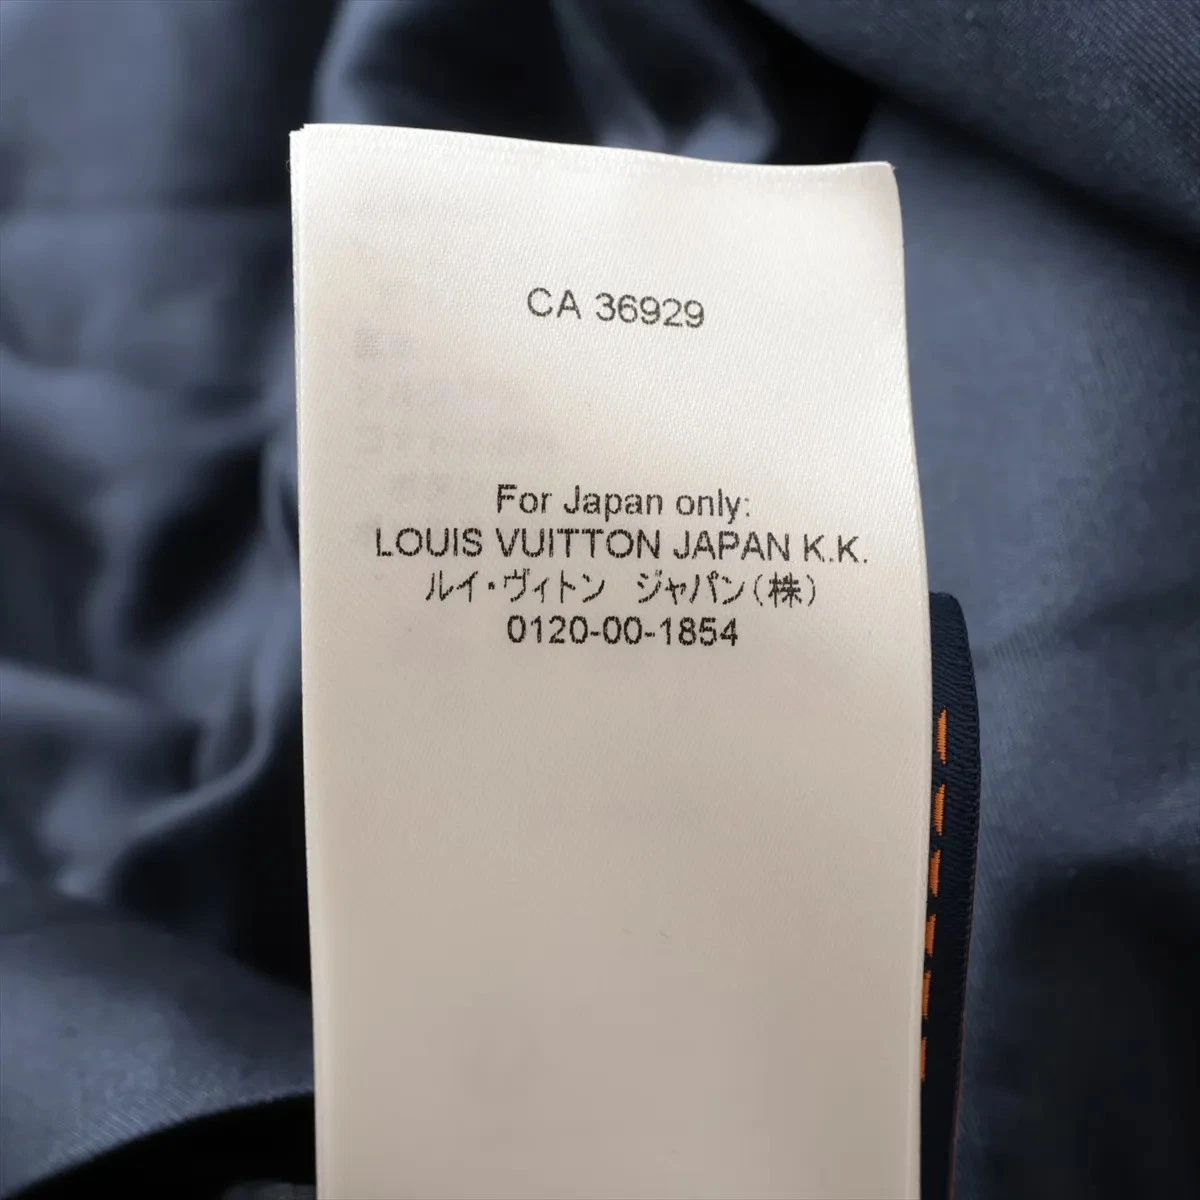 CA 36929
For Japan only:
LOUIS VUITTON JAPAN K.K.
ルイ・ヴィトン　ジャパン(株)
0120-00-1854